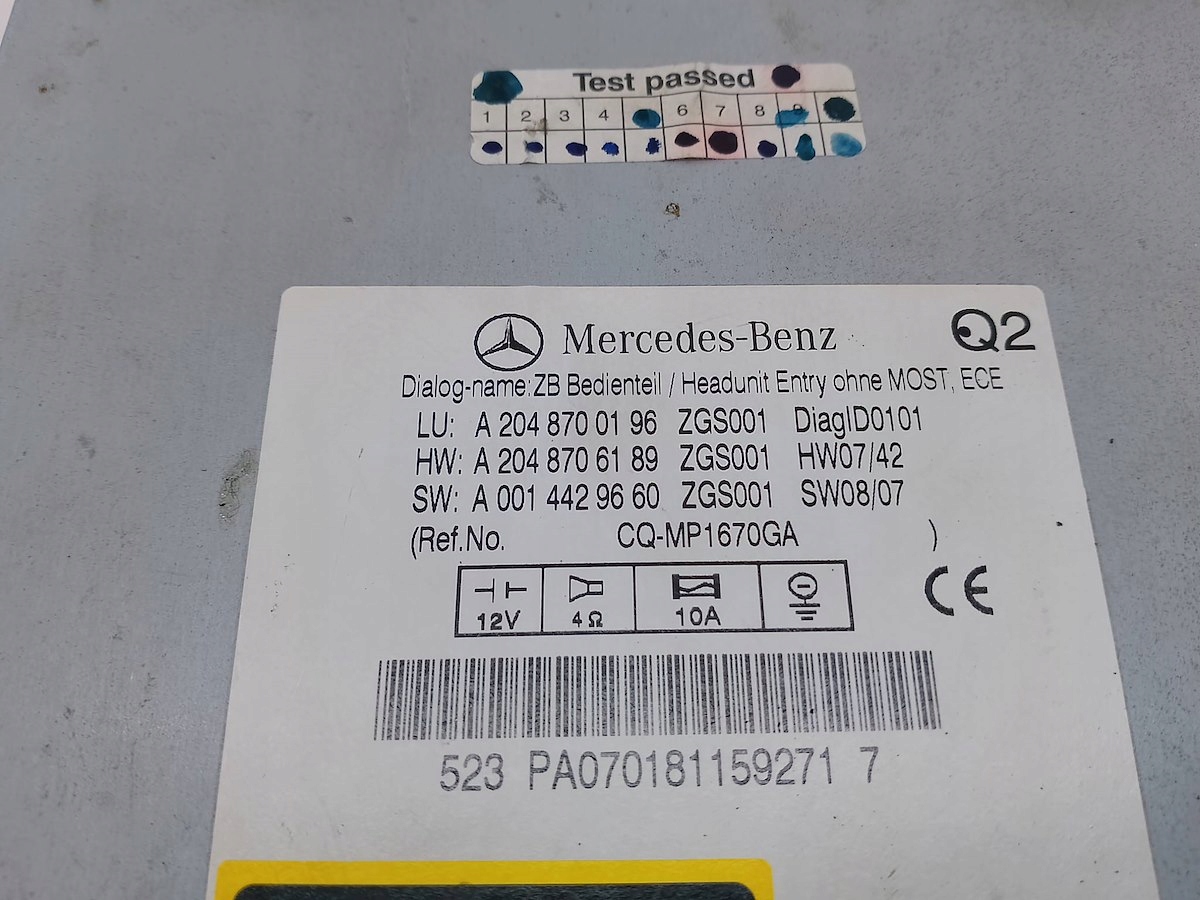 Test passed
1 2 3 4 6 7 8 9
Mercedes-Benz
Q2
Dialog-name: ZB Bedienteil / Headunit Entry ohne MOST, ECE
LU: A 204 870 01 96 ZGS001 DiagID0101
HW: A 204 870 61 89 ZGS001 HW07/42
SW: A 001 442 96 60 ZGS001 SW08/07
(Ref.No. CQ-MP1670GA )
12V 4Ω 10A
CE
523 PA070181159271 7